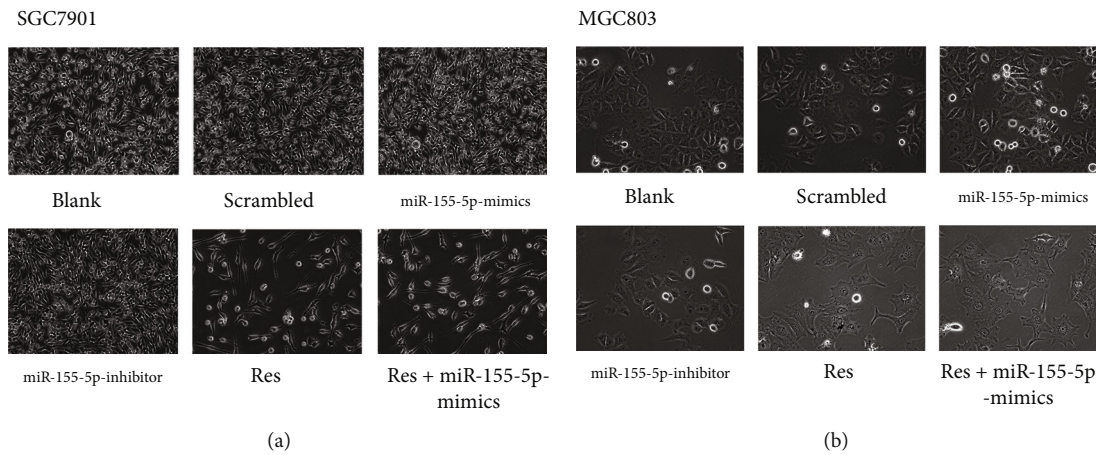 SGC7901
Blank
Scrambled
miR-155-5p-mimics
miR-155-5p-inhibitor
Res
Res + miR-155-5p-
mimics
(a)
MGC803
Blank
Scrambled
miR-155-5p-mimics
miR-155-5p-inhibitor
Res
Res + miR-155-5p
-mimics
(b)